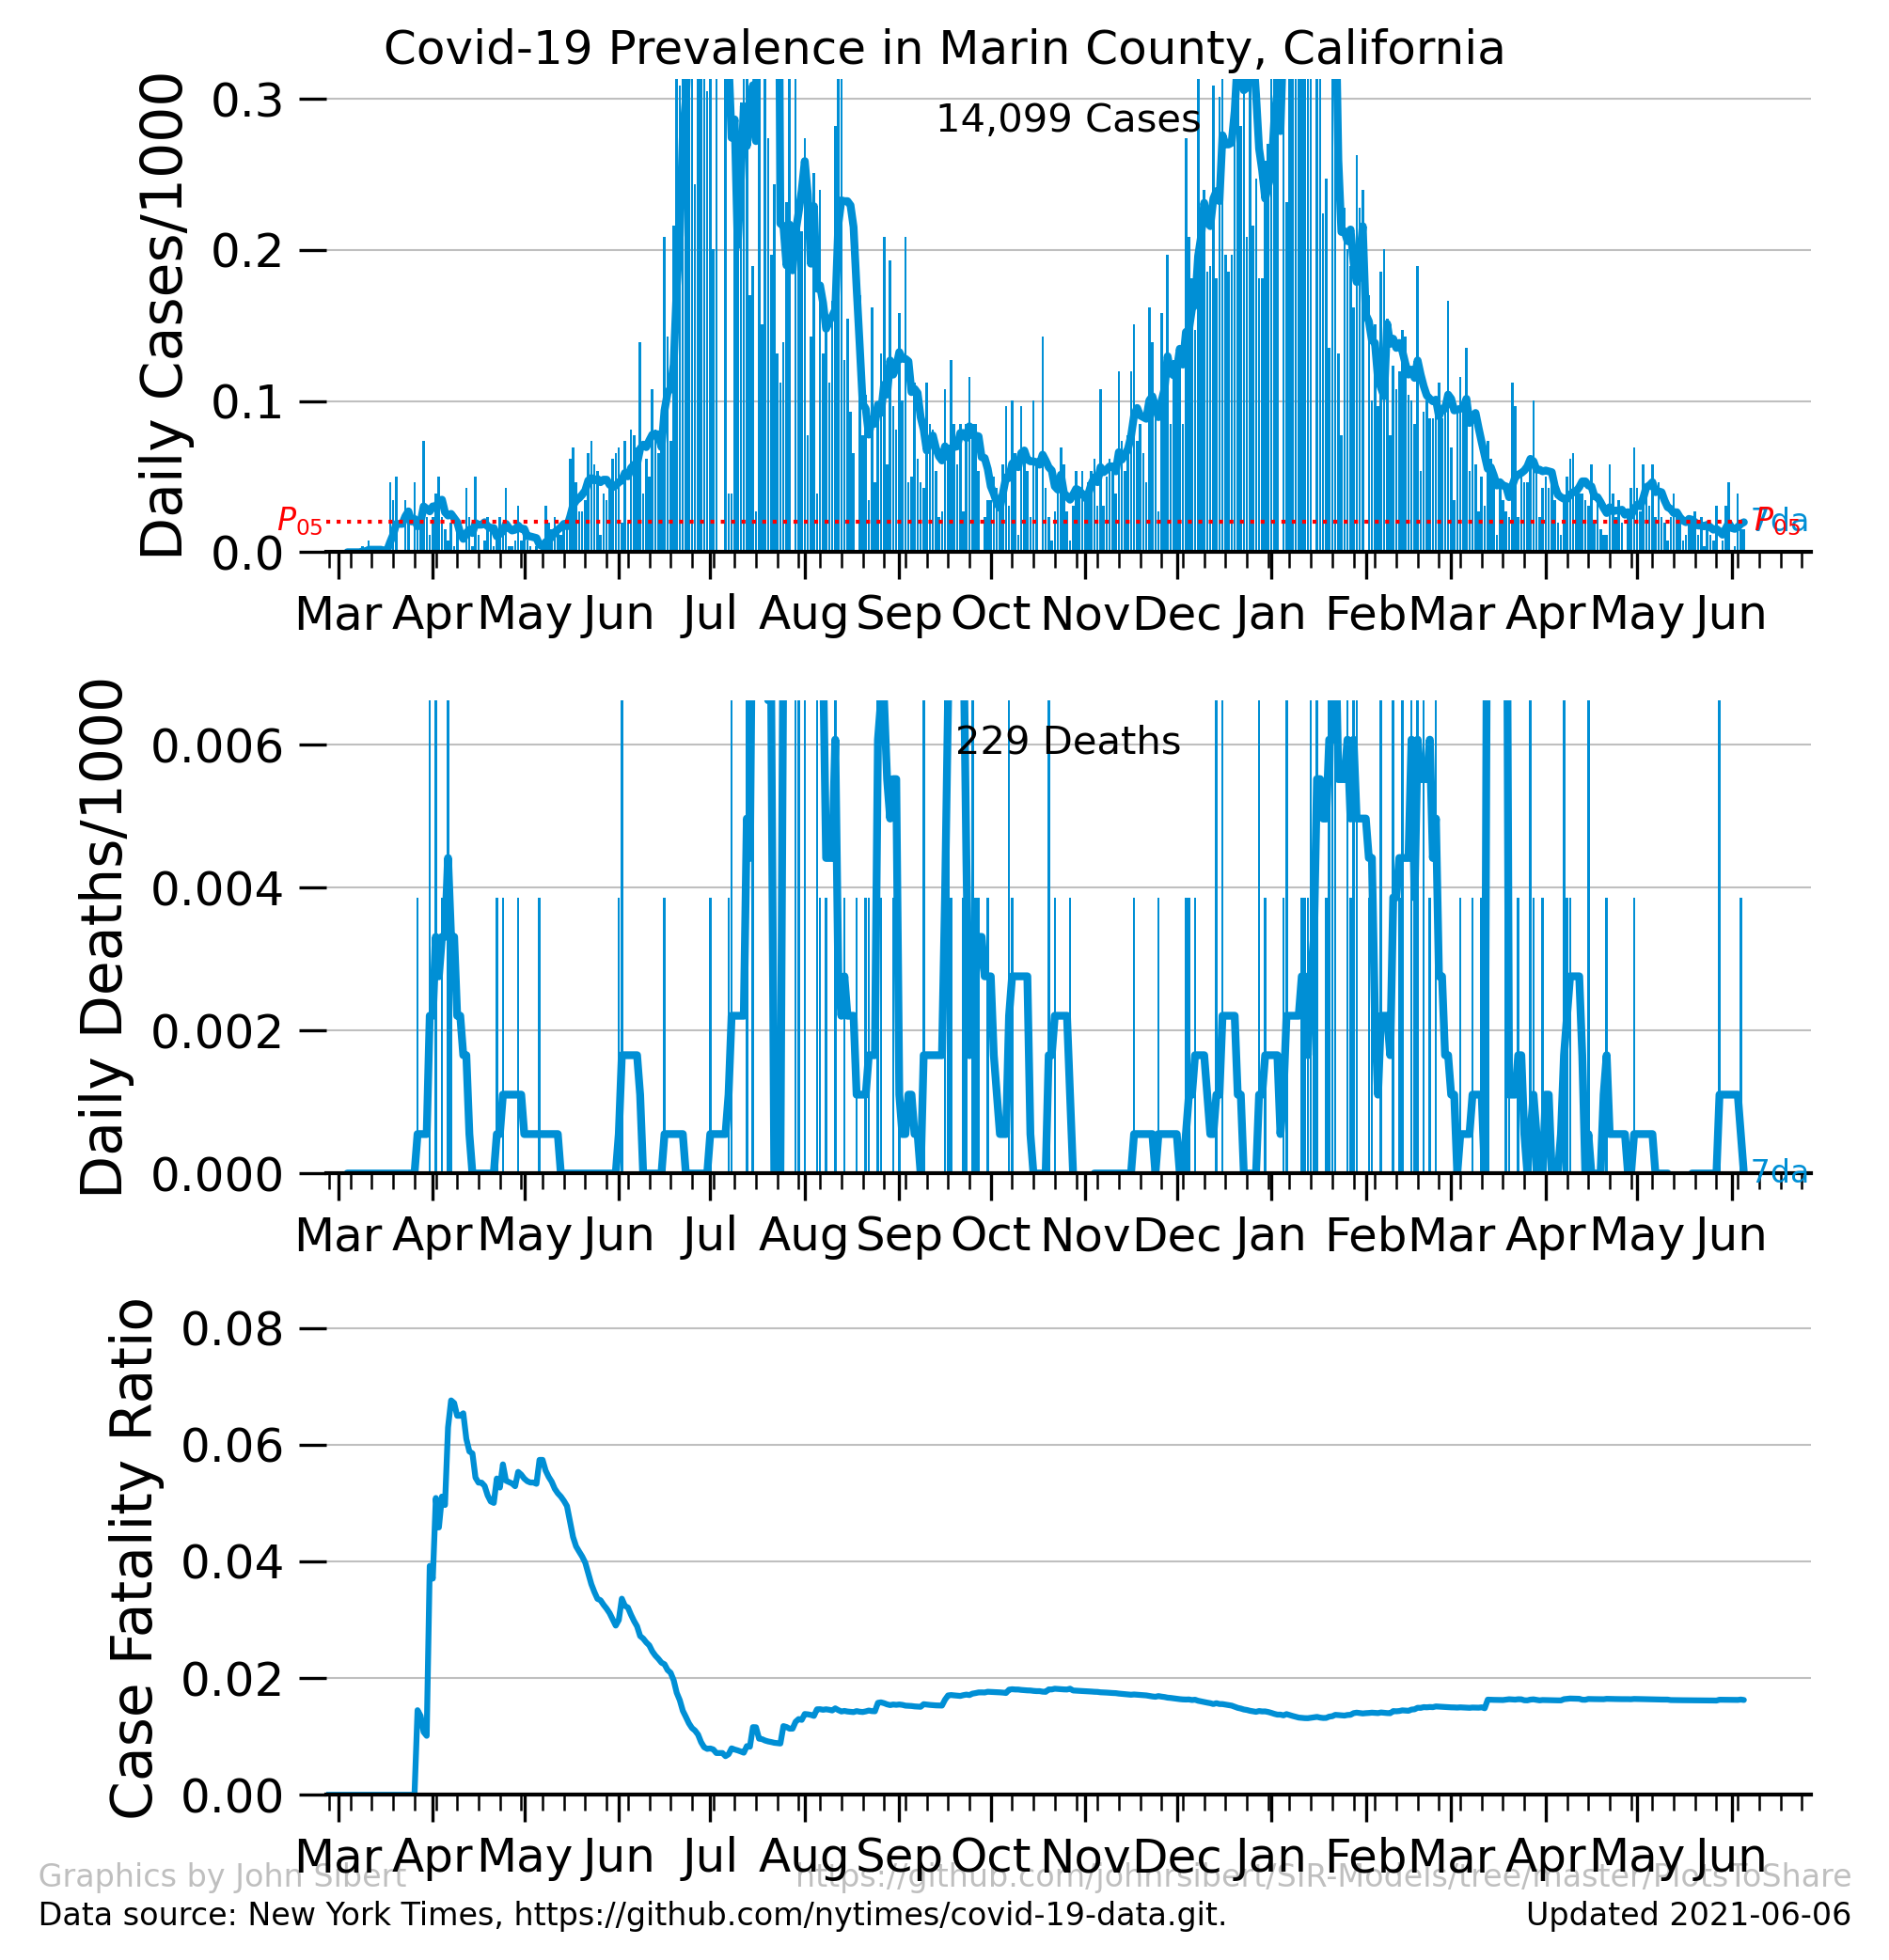 Covid-19 Prevalence in Marin County, California
Daily Cases/1000
0.3
0.2
0.1
0.0
14,099 Cases
P05
7da
P05
Mar Apr May Jun Jul Aug Sep Oct Nov Dec Jan Feb Mar Apr May Jun
Daily Deaths/1000
0.006
0.004
0.002
0.000
229 Deaths
7da
Mar Apr May Jun Jul Aug Sep Oct Nov Dec Jan Feb Mar Apr May Jun
Case Fatality Ratio
0.08
0.06
0.04
0.02
0.00
Mar Apr May Jun Jul Aug Sep Oct Nov Dec Jan Feb Mar Apr May Jun
Graphics by John Sibert https://github.com/johnrsibert/SIR-Models/tree/master/PlotsToShare
Data source: New York Times, https://github.com/nytimes/covid-19-data.git. Updated 2021-06-06